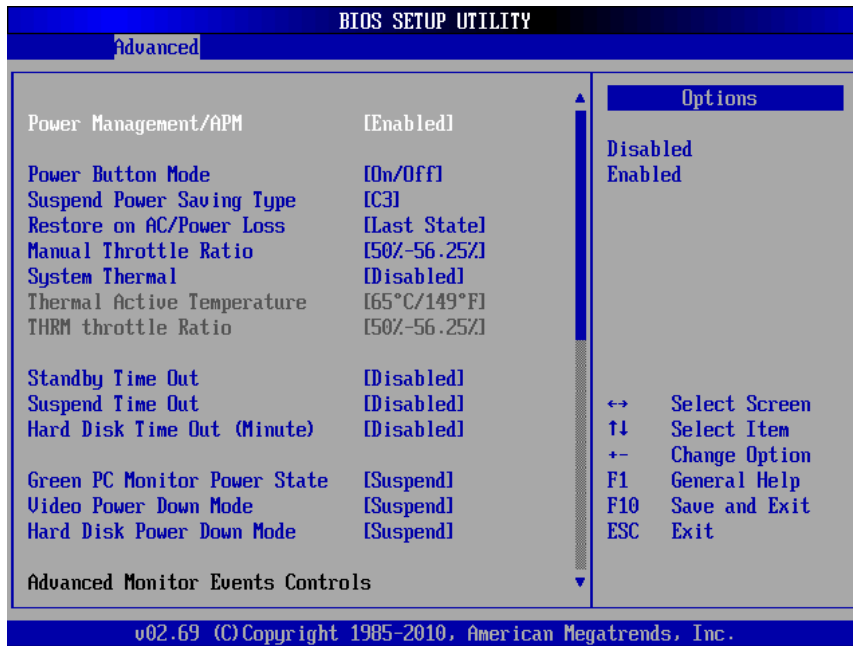 BIOS SETUP UTILITY
Advanced
Power Management/APM [Enabled]
Power Button Mode [On/Off]
Suspend Power Saving Type [C3]
Restore on AC/Power Loss [Last State]
Manual Throttle Ratio [50%-56.25%]
System Thermal [Disabled]
Thermal Active Temperature [65°C/149°F]
THRM throttle Ratio [50%-56.25%]
Standby Time Out [Disabled]
Suspend Time Out [Disabled]
Hard Disk Time Out (Minute) [Disabled]
Green PC Monitor Power State [Suspend]
Video Power Down Mode [Suspend]
Hard Disk Power Down Mode [Suspend]
Advanced Monitor Events Controls
Options
Disabled
Enabled
↔ Select Screen
↑↓ Select Item
+- Change Option
F1 General Help
F10 Save and Exit
ESC Exit
v02.69 (C)Copyright 1985-2010, American Megatrends, Inc.